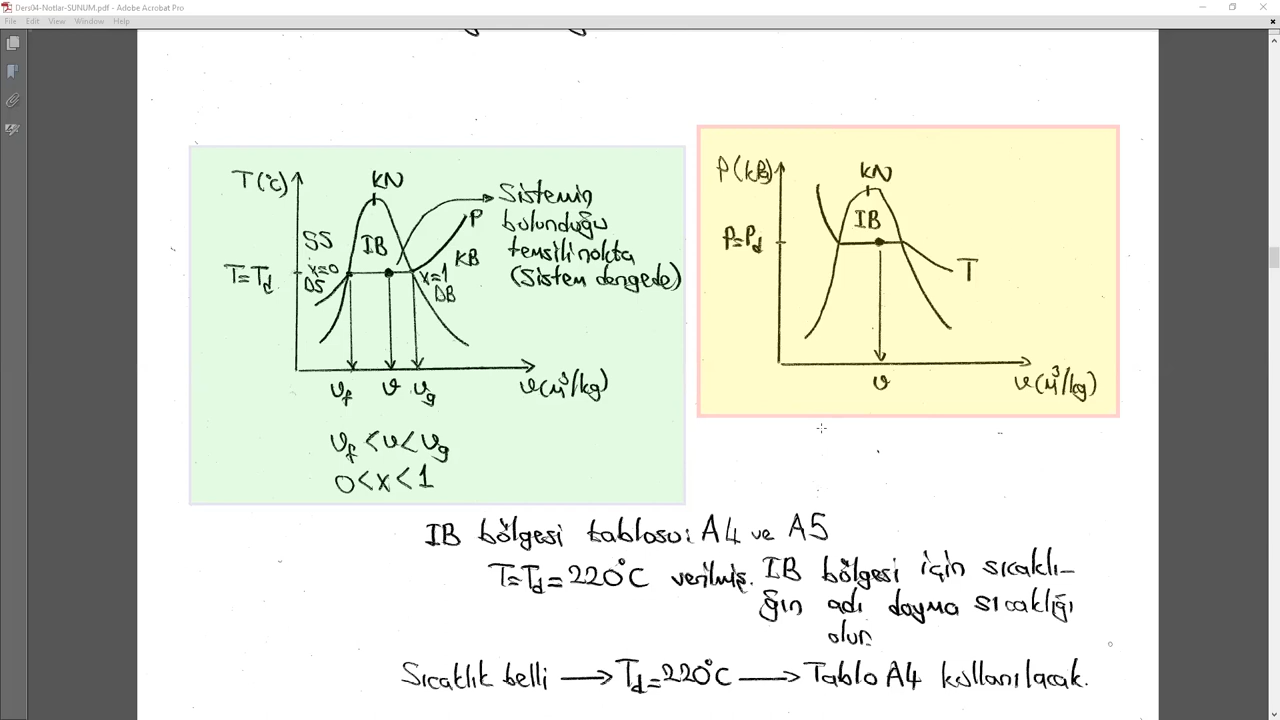 Ders04-Notlar-SUNUM.pdf - Adobe Acrobat Pro
File Edit View Window Help
T(°C)
KN
Sistemin
bulunduğu
temsili nokta
(Sistem dengede)
P
SS
IB
KB
x=0
T=Td
DS
x=1
DB
vf v vg
v(m³/kg)
vf < v < vg
0 < x < 1
P(kB)
KN
IB
P=Pd
T
v
v(m³/kg)
IB bölgesi tablosu: A4 ve A5
T=Td=220°C verilmiş. IB bölgesi için sıcaklı-
ğın adı doyma sıcaklığı
olur.
Sıcaklık belli → Td=220°C → Tablo A4 kullanılacak.